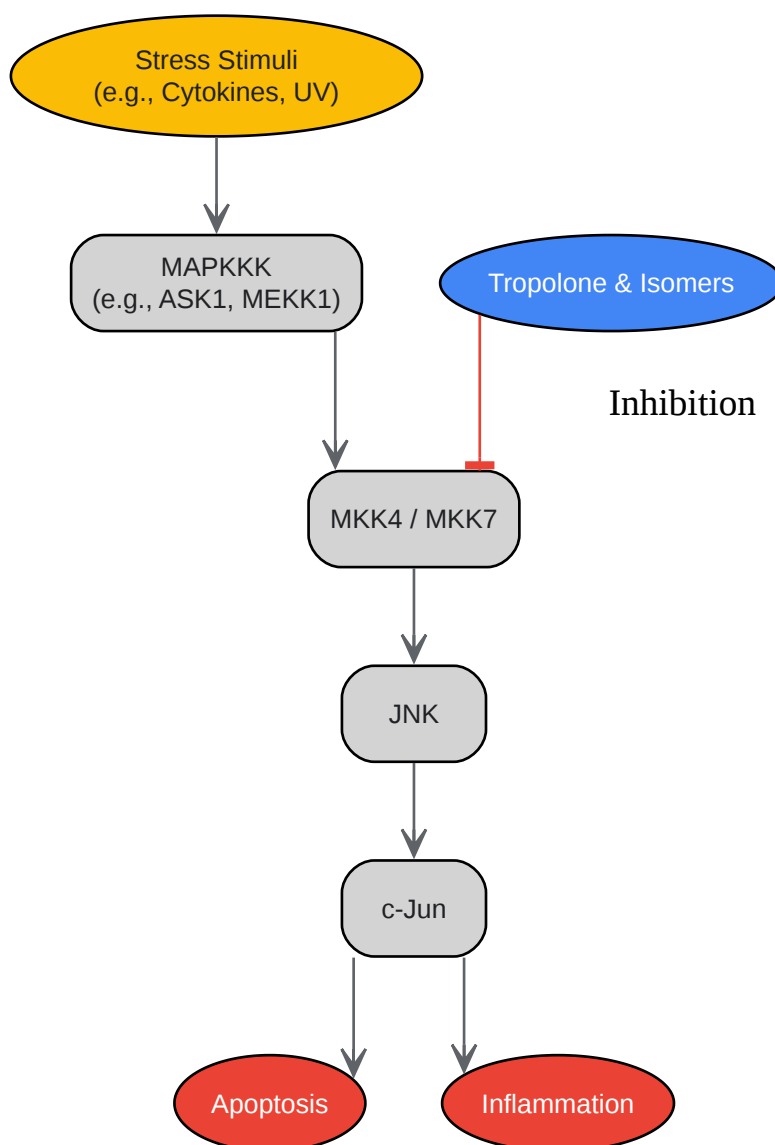 Stress Stimuli
(e.g., Cytokines, UV)
MAPKKK
(e.g., ASK1, MEKK1)
Tropolone & Isomers
Inhibition
MKK4 / MKK7
JNK
c-Jun
Apoptosis
Inflammation